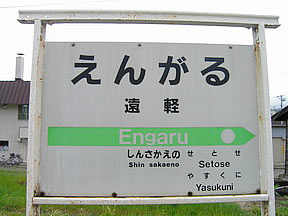 えんがる
遠軽
Engaru
しんさかえの
Shin sakaeno
せとせ
Setose
やすくに
Yasukuni